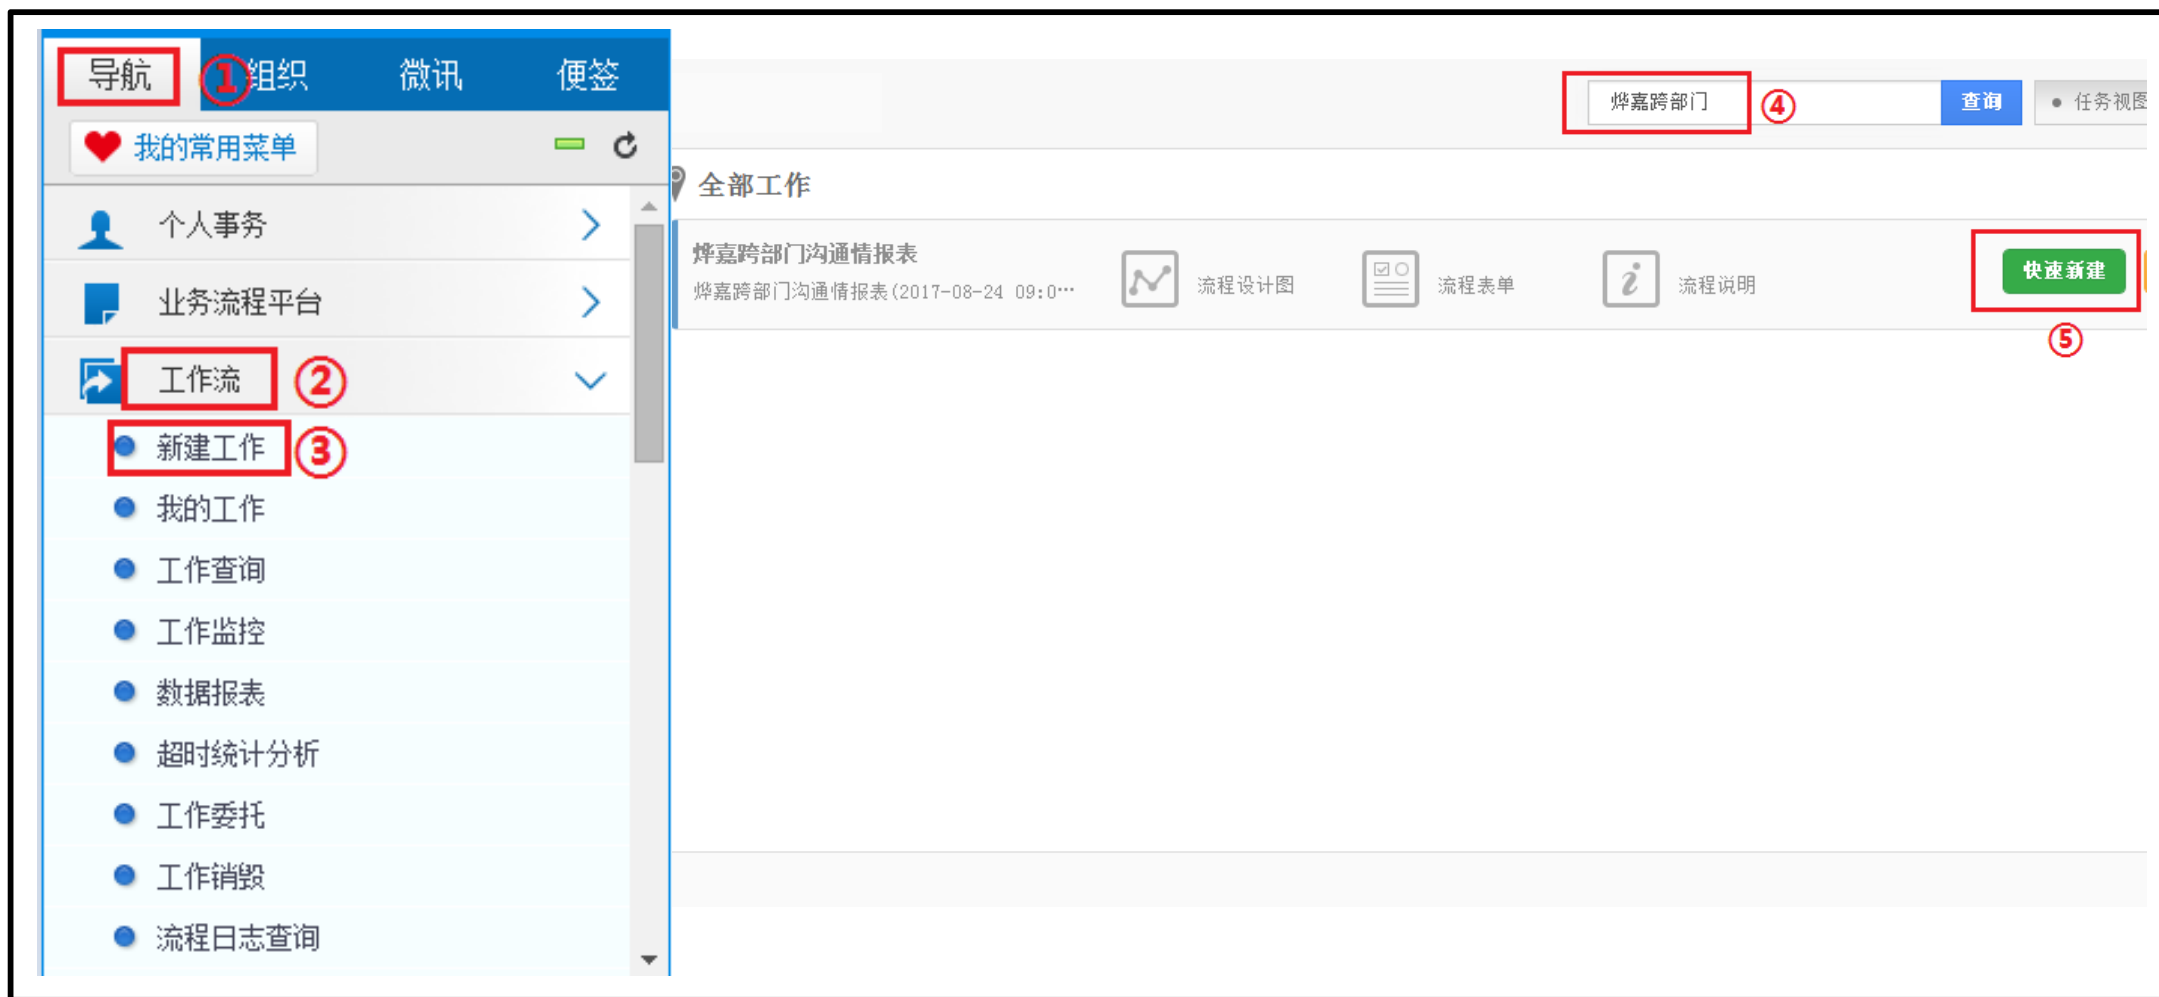 导航 ① 组织 微讯 便签
我的常用菜单
个人事务
业务流程平台
工作流 ②
新建工作 ③
我的工作
工作查询
工作监控
数据报表
超时统计分析
工作委托
工作销毁
流程日志查询
烨嘉跨部门 ④ 查询 • 任务视图
全部工作
烨嘉跨部门沟通情报表
烨嘉跨部门沟通情报表(2017-08-24 09:0…
流程设计图 流程表单 流程说明 快速新建
⑤